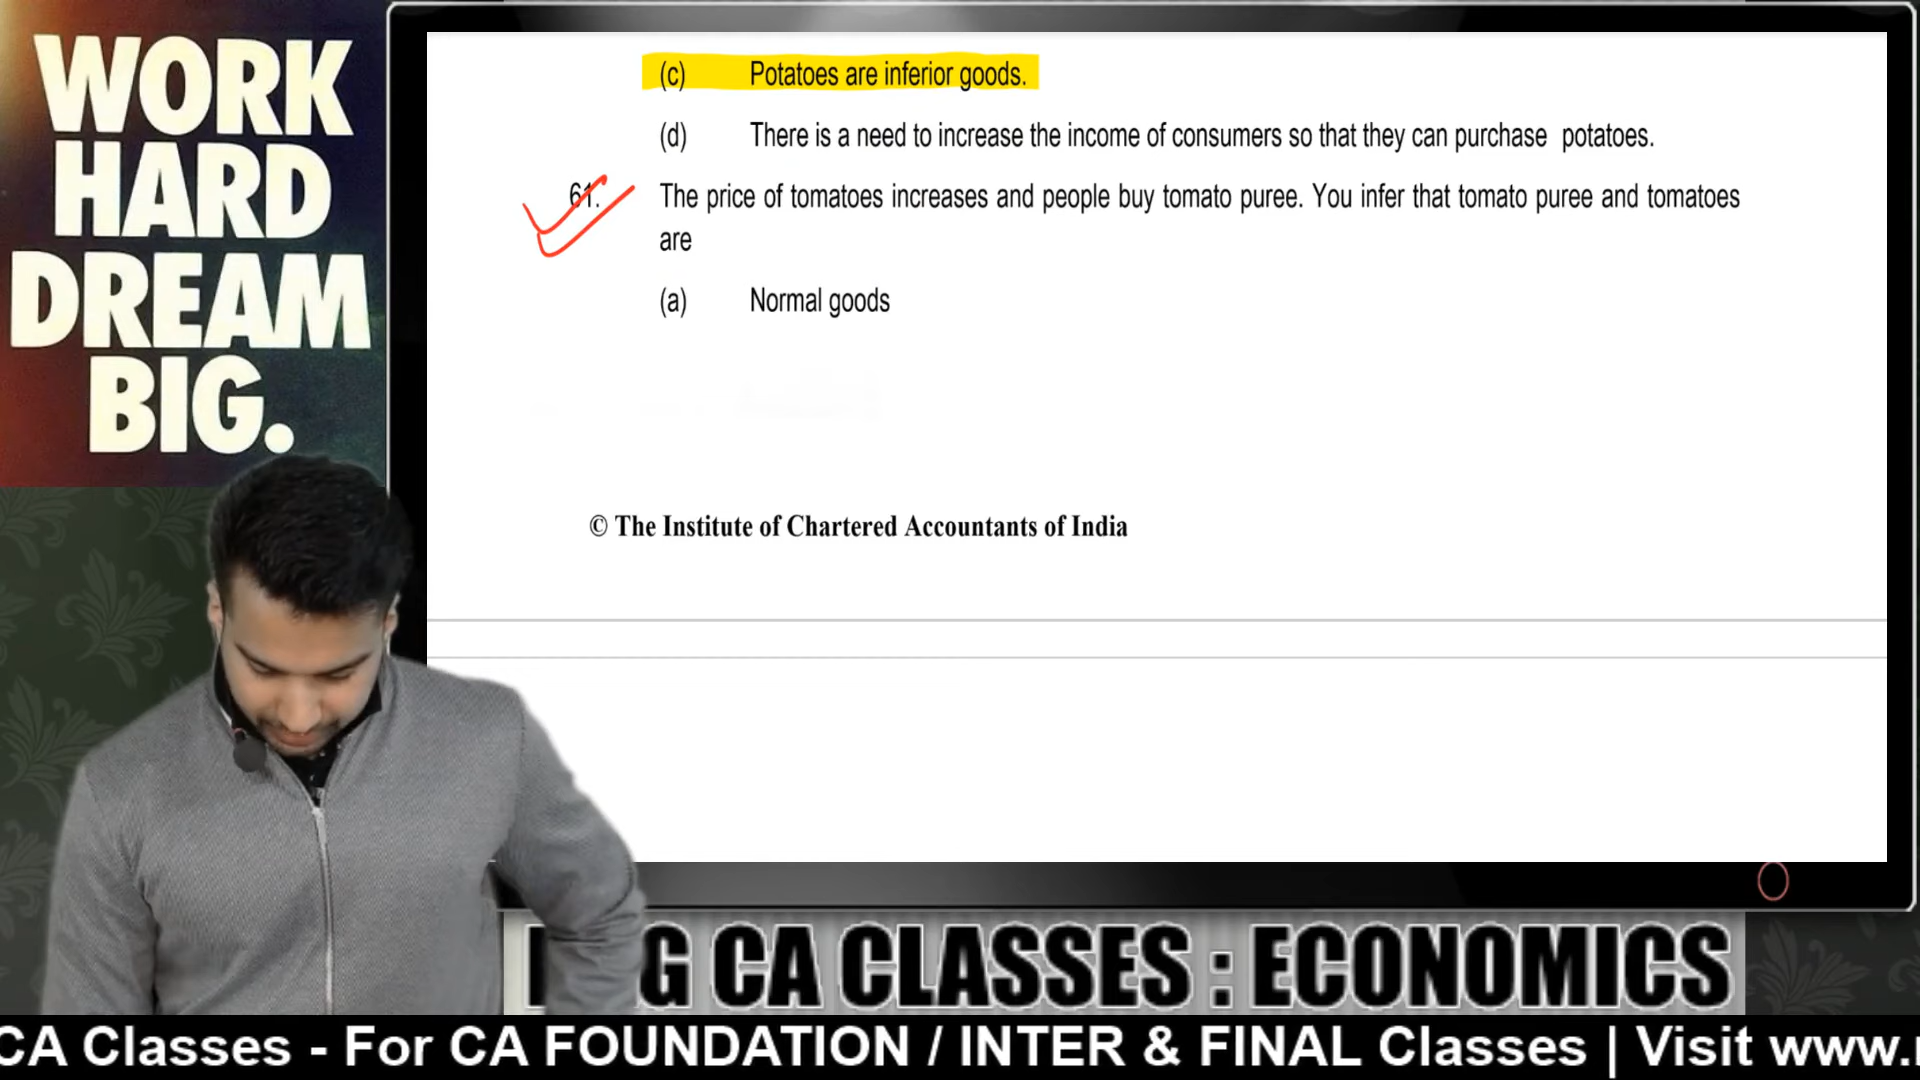 WORK
HARD
DREAM
BIG.
(c) Potatoes are inferior goods.
(d) There is a need to increase the income of consumers so that they can purchase potatoes.
61. The price of tomatoes increases and people buy tomato puree. You infer that tomato puree and tomatoes
are
(a) Normal goods
© The Institute of Chartered Accountants of India
G CA CLASSES : ECONOMICS
CA Classes - For CA FOUNDATION / INTER & FINAL Classes | Visit www.